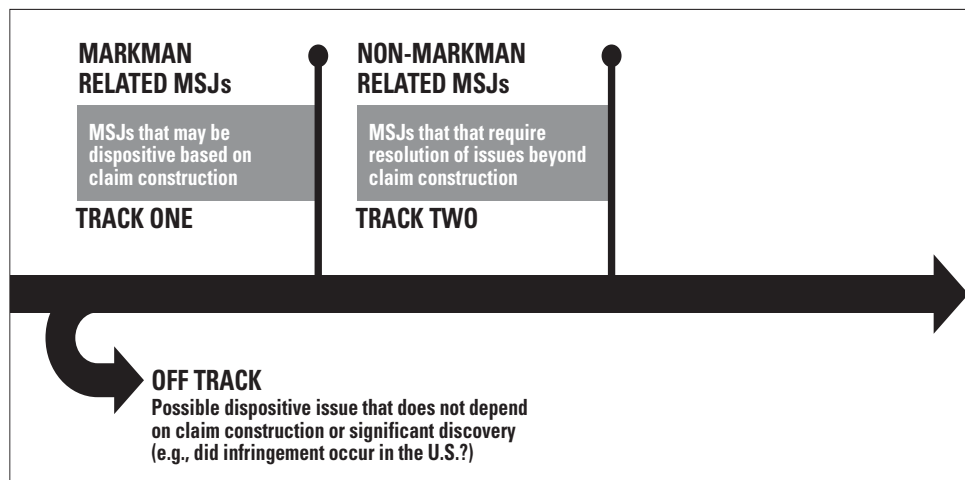 MARKMAN
RELATED MSJs
MSJs that may be
dispositive based on
claim construction
TRACK ONE
NON-MARKMAN
RELATED MSJs
MSJs that that require
resolution of issues beyond
claim construction
TRACK TWO
OFF TRACK
Possible dispositive issue that does not depend
on claim construction or significant discovery
(e.g., did infringement occur in the U.S.?)